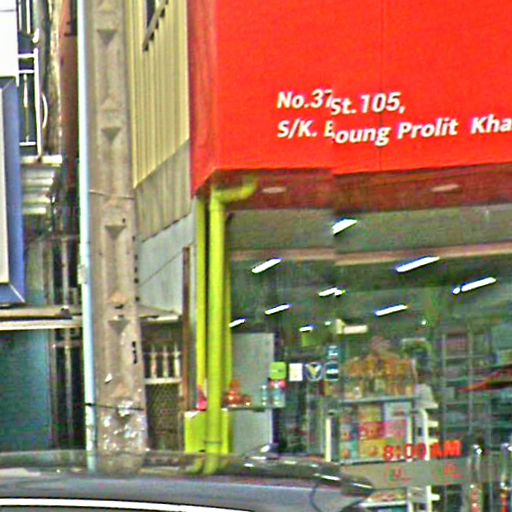 No.37 St.105,
S/K. Boung Prolit Kha
8:00 AM